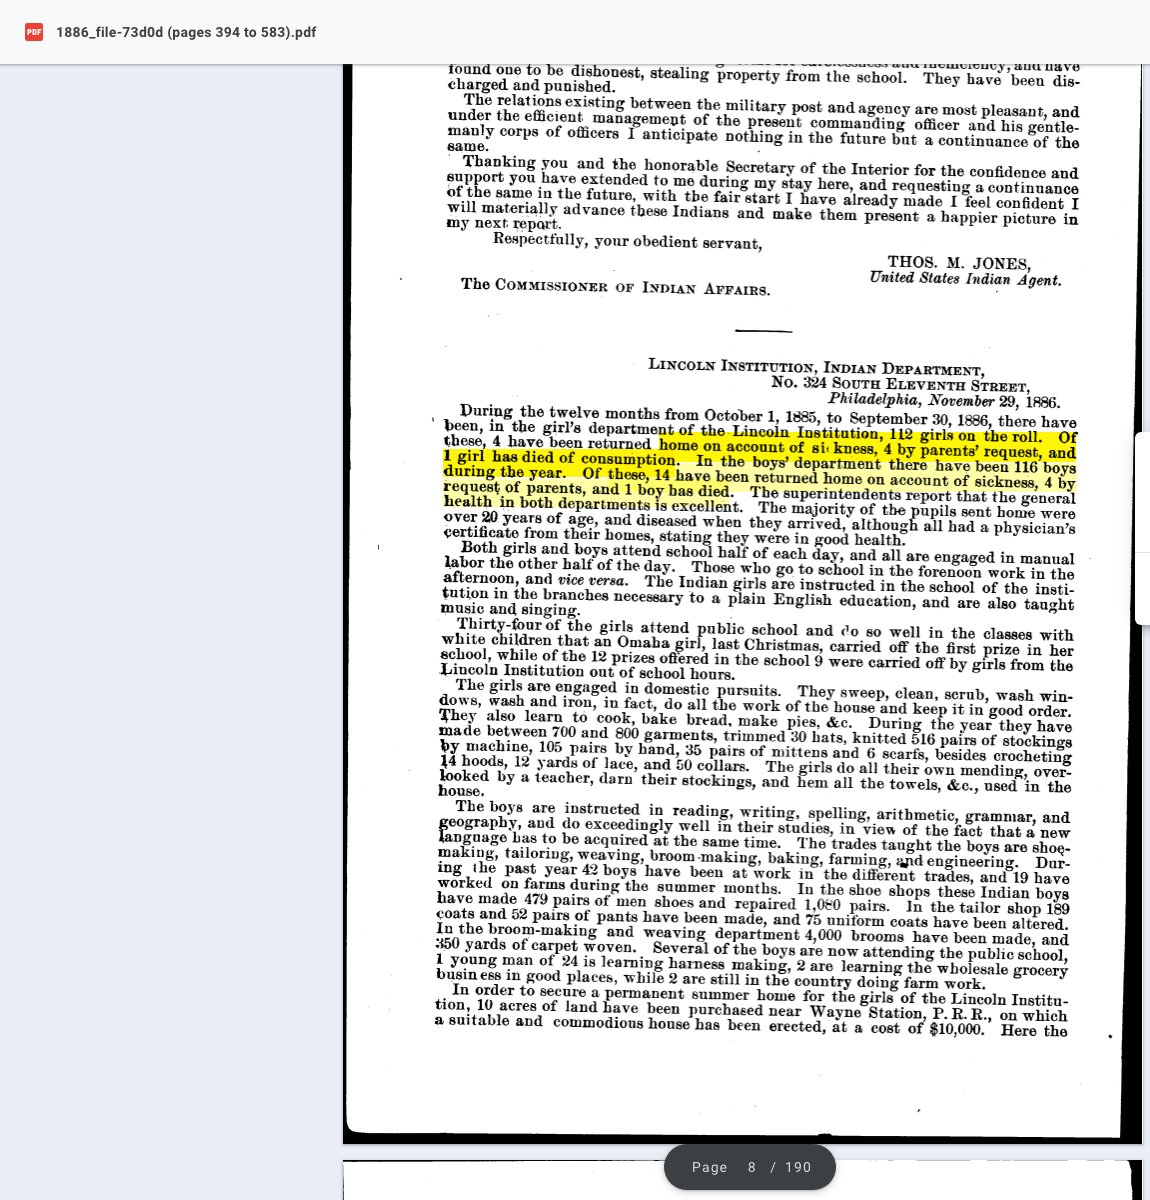 PDF 1886_file-73d0d (pages 394 to 583).pdf
and inefficiency, and have
found one to be dishonest, stealing property from the school. They have been dis-
charged and punished.
The relations existing between the military post and agency are most pleasant, and
under the efficient management of the present commanding officer and his gentle-
manly corps of officers I anticipate nothing in the future but a continuance of the
same.
Thanking you and the honorable Secretary of the Interior for the confidence and
support you have extended to me during my stay here, and requesting a continuance
of the same in the future, with the fair start I have already made I feel confident I
will materially advance these Indians and make them present a happier picture in
my next report.
Respectfully, your obedient servant,
THOS. M. JONES,
United States Indian Agent.
The COMMISSIONER OF INDIAN AFFAIRS.
LINCOLN INSTITUTION, INDIAN DEPARTMENT,
No. 324 SOUTH ELEVENTH STREET,
Philadelphia, November 29, 1886.
During the twelve months from October 1, 1885, to September 30, 1886, there have
been, in the girl's department of the Lincoln Institution, 112 girls on the roll. Of
these, 4 have been returned home on account of sickness, 4 by parents' request, and
1 girl has died of consumption. In the boys' department there have been 116 boys
during the year. Of these, 14 have been returned home on account of sickness, 4 by
request of parents, and 1 boy has died. The superintendents report that the general
health in both departments is excellent. The majority of the pupils sent home were
over 20 years of age, and diseased when they arrived, although all had a physician's
certificate from their homes, stating they were in good health.
Both girls and boys attend school half of each day, and all are engaged in manual
labor the other half of the day. Those who go to school in the forenoon work in the
afternoon, and vice versa. The Indian girls are instructed in the school of the insti-
tution in the branches necessary to a plain English education, and are also taught
music and singing.
Thirty-four of the girls attend public school and do so well in the classes with
white children that an Omaha girl, last Christmas, carried off the first prize in her
school, while of the 12 prizes offered in the school 9 were carried off by girls from the
Lincoln Institution out of school hours.
The girls are engaged in domestic pursuits. They sweep, clean, scrub, wash win-
dows, wash and iron, in fact, do all the work of the house and keep it in good order.
They also learn to cook, bake bread, make pies, &c. During the year they have
made between 700 and 800 garments, trimmed 30 hats, knitted 516 pairs of stockings
by machine, 105 pairs by hand, 35 pairs of mittens and 6 scarfs, besides crocheting
14 hoods, 12 yards of lace, and 50 collars. The girls do all their own mending, over-
looked by a teacher, darn their stockings, and hem all the towels, &c., used in the
house.
The boys are instructed in reading, writing, spelling, arithmetic, grammar, and
geography, and do exceedingly well in their studies, in view of the fact that a new
language has to be acquired at the same time. The trades taught the boys are shoe-
making, tailoring, weaving, broom-making, baking, farming, and engineering. Dur-
ing the past year 42 boys have been at work in the different trades, and 19 have
worked on farms during the summer months. In the shoe shops these Indian boys
have made 479 pairs of men shoes and repaired 1,080 pairs. In the tailor shop 189
coats and 52 pairs of pants have been made, and 75 uniform coats have been altered.
In the broom-making and weaving department 4,000 brooms have been made, and
350 yards of carpet woven. Several of the boys are now attending the public school,
1 young man of 24 is learning harness making, 2 are learning the wholesale grocery
business in good places, while 2 are still in the country doing farm work.
In order to secure a permanent summer home for the girls of the Lincoln Institu-
tion, 10 acres of land have been purchased near Wayne Station, P. R. R., on which
a suitable and commodious house has been erected, at a cost of $10,000. Here the
Page 8 / 190